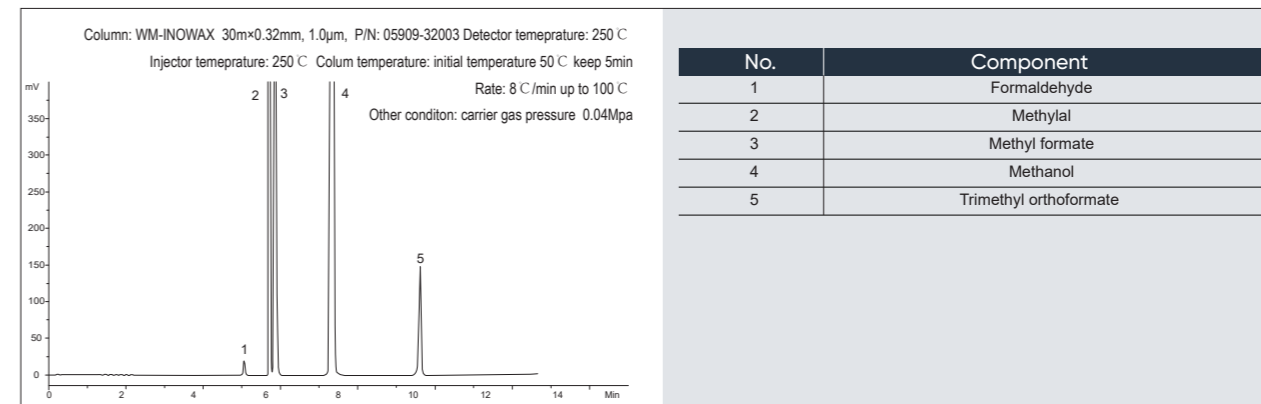 Column: WM-INOWAX 30m×0.32mm, 1.0μm, P/N: 05909-32003 Detector temeprature: 250℃
Injector temeprature: 250℃ Colum temperature: initial temperature 50℃ keep 5min
Rate: 8℃/min up to 100℃
Other conditon: carrier gas pressure 0.04Mpa
mV
350
300
250
200
150
100
50
0
1
2
3
4
5
0 2 4 6 8 10 12 14 Min
No. Component
1 Formaldehyde
2 Methylal
3 Methyl formate
4 Methanol
5 Trimethyl orthoformate